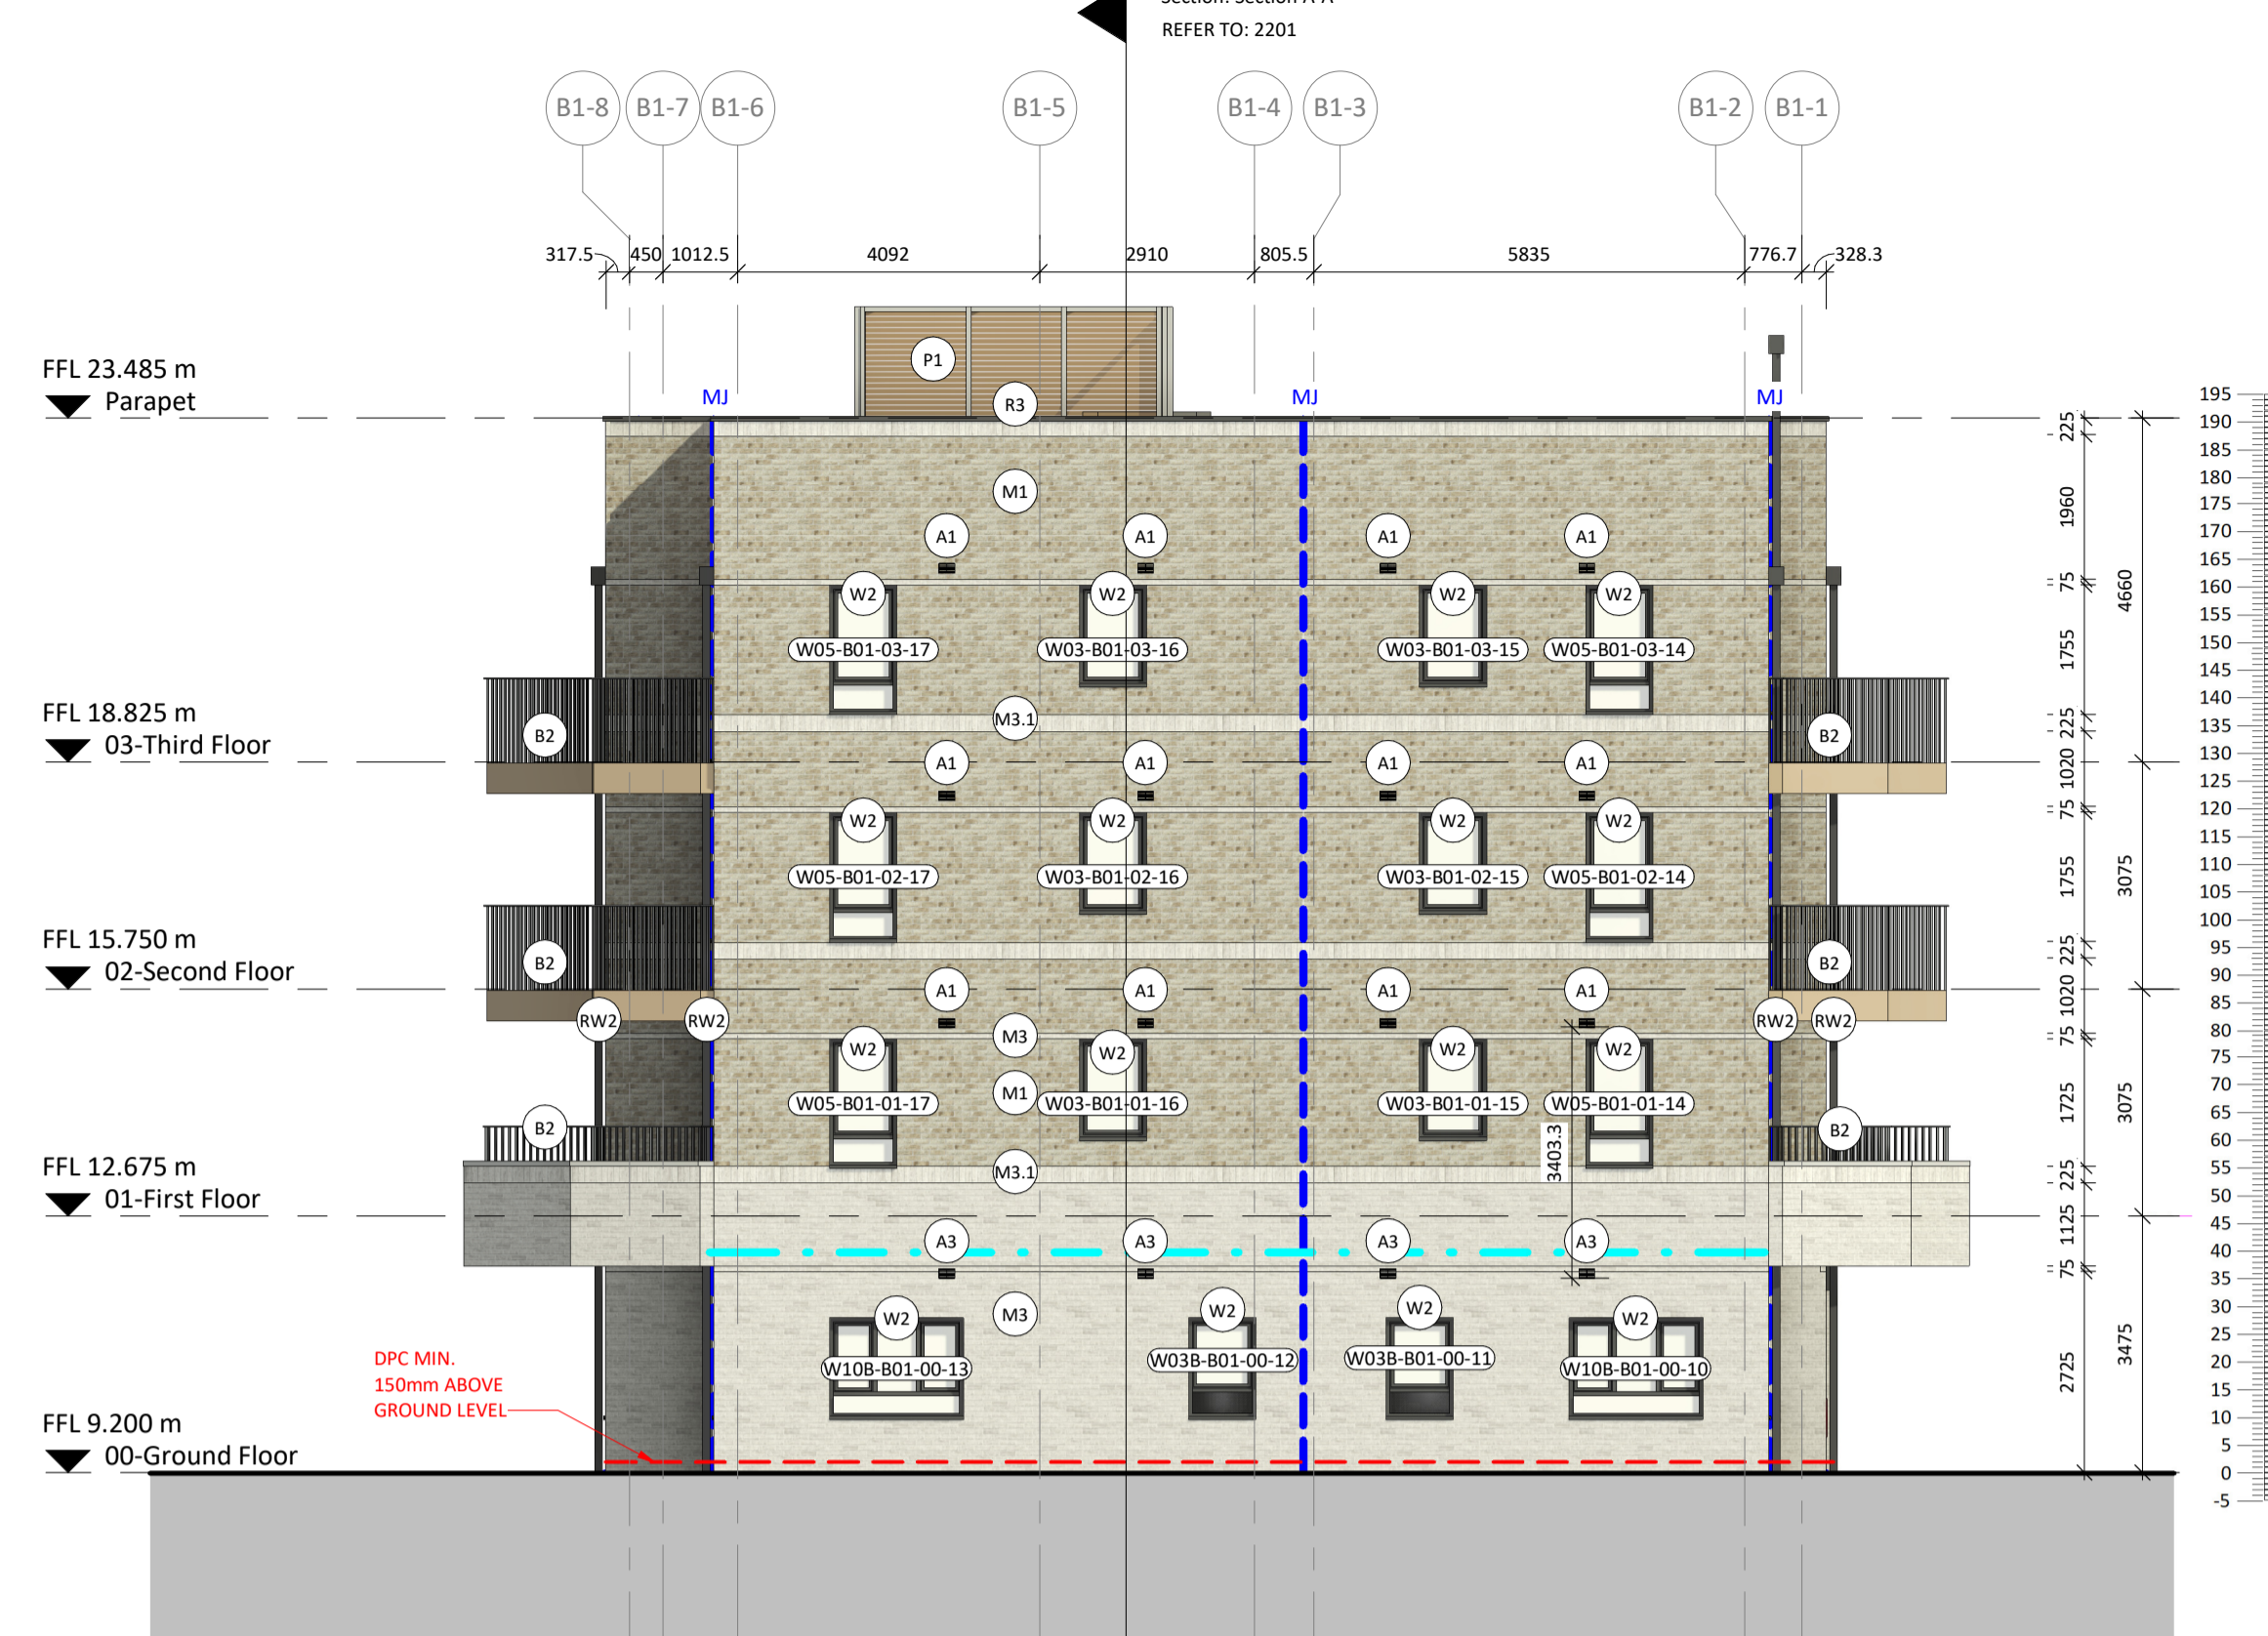 REFER TO: 2201
B1-8 B1-7 B1-6 B1-5 B1-4 B1-3 B1-2 B1-1
317.5 450 1012.5 4092 2910 805.5 5835 776.7 328.3
P1
FFL 23.485 m
Parapet
MJ MJ MJ
R3
M1
A1 A1 A1 A1
W2 W2 W2 W2
W05-B01-03-17 W03-B01-03-16 W03-B01-03-15 W05-B01-03-14
FFL 18.825 m
03-Third Floor
M3.1
B2 B2
A1 A1 A1 A1
W2 W2 W2 W2
W05-B01-02-17 W03-B01-02-16 W03-B01-02-15 W05-B01-02-14
FFL 15.750 m
02-Second Floor
B2 B2
A1 A1 A1 A1
RW2 RW2 RW2 RW2
M3
W2 W2 W2 W2
M1
W05-B01-01-17 W03-B01-01-16 W03-B01-01-15 W05-B01-01-14
B2 B2
3403.3
FFL 12.675 m
01-First Floor
M3.1
A3 A3 A3 A3
M3
W2 W2 W2 W2
W10B-B01-00-13 W03B-B01-00-12 W03B-B01-00-11 W10B-B01-00-10
DPC MIN.
150mm ABOVE
GROUND LEVEL
FFL 9.200 m
00-Ground Floor
225
1960
75
1755
225
1020
75
1755
225
1020
75
1725
225
1125
75
2725
4660
3075
3075
3475
195
190
185
180
175
170
165
160
155
150
145
140
135
130
125
120
115
110
105
100
95
90
85
80
75
70
65
60
55
50
45
40
35
30
25
20
15
10
5
0
-5